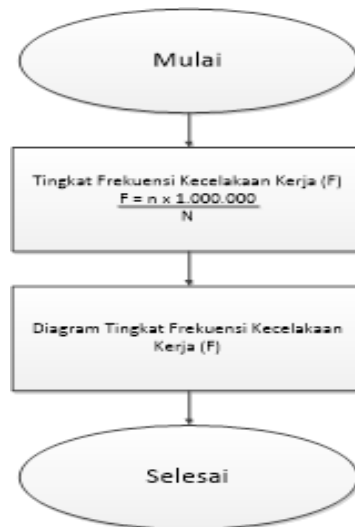 Mulai
Tingkat Frekuensi Kecelakaan Kerja (F)
F = n x 1.000.000
N
Diagram Tingkat Frekuensi Kecelakaan
Kerja (F)
Selesai